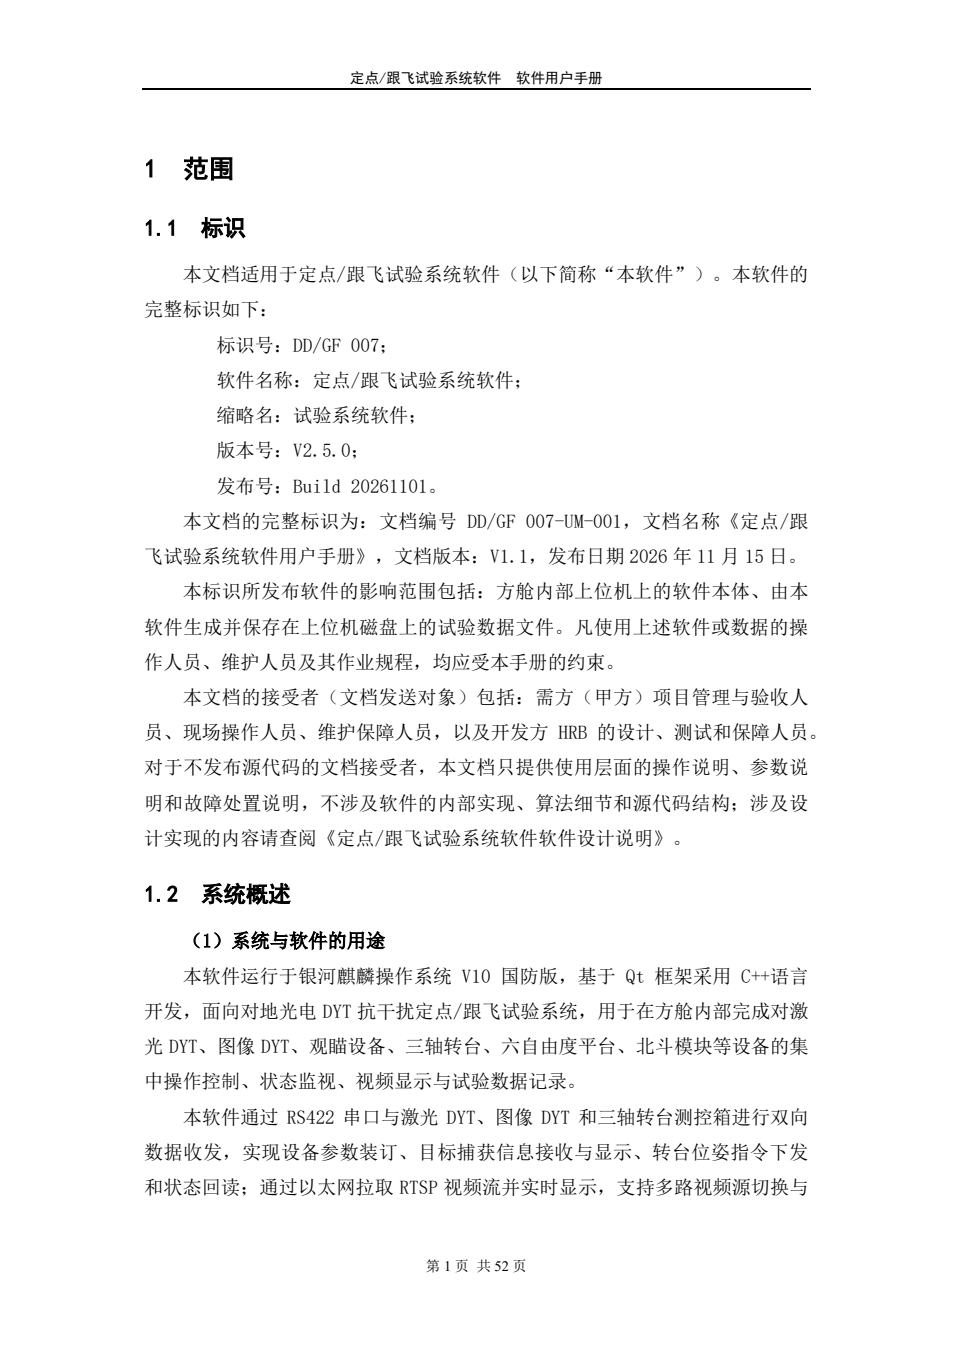 定点/跟飞试验系统软件　软件用户手册
1　范围
1.1　标识
本文档适用于定点/跟飞试验系统软件（以下简称“本软件”）。本软件的
完整标识如下：
标识号：DD/GF 007；
软件名称：定点/跟飞试验系统软件；
缩略名：试验系统软件；
版本号：V2.5.0；
发布号：Build 20261101。
本文档的完整标识为：文档编号 DD/GF 007-UM-001，文档名称《定点/跟
飞试验系统软件用户手册》，文档版本：V1.1，发布日期 2026 年 11 月 15 日。
本标识所发布软件的影响范围包括：方舱内部上位机上的软件本体、由本
软件生成并保存在上位机磁盘上的试验数据文件。凡使用上述软件或数据的操
作人员、维护人员及其作业规程，均应受本手册的约束。
本文档的接受者（文档发送对象）包括：需方（甲方）项目管理与验收人
员、现场操作人员、维护保障人员，以及开发方 HRB 的设计、测试和保障人员。
对于不发布源代码的文档接受者，本文档只提供使用层面的操作说明、参数说
明和故障处置说明，不涉及软件的内部实现、算法细节和源代码结构；涉及设
计实现的内容请查阅《定点/跟飞试验系统软件软件设计说明》。
1.2　系统概述
（1）系统与软件的用途
本软件运行于银河麒麟操作系统 V10 国防版，基于 Qt 框架采用 C++语言
开发，面向对地光电 DYT 抗干扰定点/跟飞试验系统，用于在方舱内部完成对激
光 DYT、图像 DYT、观瞄设备、三轴转台、六自由度平台、北斗模块等设备的集
中操作控制、状态监视、视频显示与试验数据记录。
本软件通过 RS422 串口与激光 DYT、图像 DYT 和三轴转台测控箱进行双向
数据收发，实现设备参数装订、目标捕获信息接收与显示、转台位姿指令下发
和状态回读；通过以太网拉取 RTSP 视频流并实时显示，支持多路视频源切换与
第 1 页 共 52 页